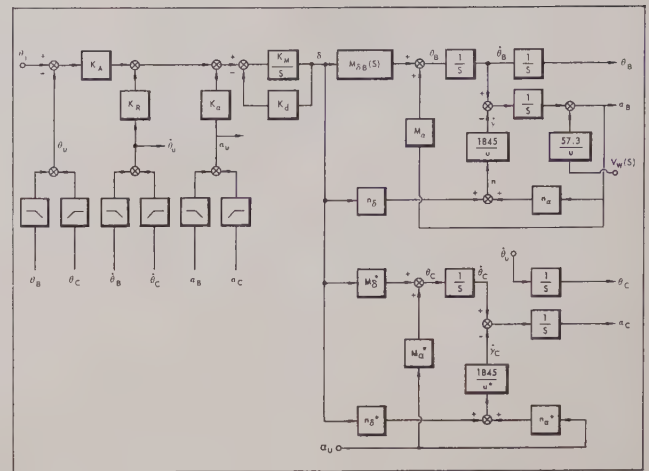 θ_i
+
−
K_A
K_R
K_α
+
−
K_M
S
K_d
δ
M_δB(S)
+
+
θ_B
1
S
θ̇_B
1
S
θ_B
+
−
γ̇
1
S
α_B
M_α
1845
u
57.3
u
V_W(S)
n
n_δ
+
+
n_α
θ_u
θ̇_u
α_u
θ_B
θ_C
θ̇_B
θ̇_C
α_B
α_C
M_δ*
+
+
θ_C
1
S
θ̇_C
θ̇_u
1
S
θ_C
+
−
1
S
α_C
M_α*
γ̇_C
1845
u*
n_δ*
+
+
n_α*
α_U